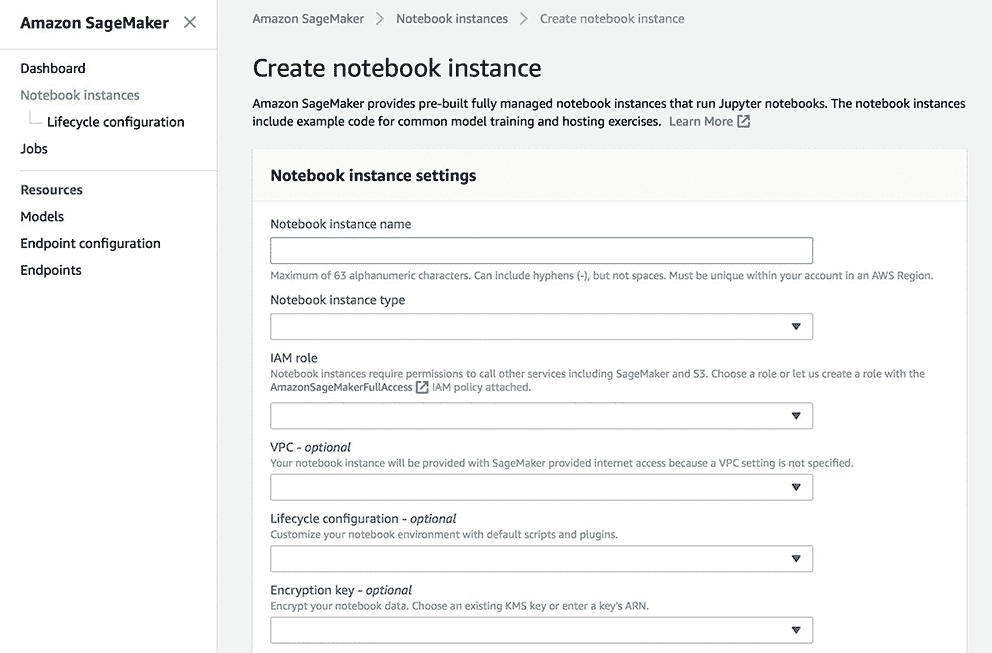 Amazon SageMaker
Dashboard
Notebook instances
Lifecycle configuration
Jobs
Resources
Models
Endpoint configuration
Endpoints
Amazon SageMaker > Notebook instances > Create notebook instance
Create notebook instance
Amazon SageMaker provides pre-built fully managed notebook instances that run Jupyter notebooks. The notebook instances
include example code for common model training and hosting exercises. Learn More
Notebook instance settings
Notebook instance name
Maximum of 63 alphanumeric characters. Can include hyphens (-), but not spaces. Must be unique within your account in an AWS Region.
Notebook instance type
IAM role
Notebook instances require permissions to call other services including SageMaker and S3. Choose a role or let us create a role with the
AmazonSageMakerFullAccess IAM policy attached.
VPC - optional
Your notebook instance will be provided with SageMaker provided internet access because a VPC setting is not specified.
Lifecycle configuration - optional
Customize your notebook environment with default scripts and plugins.
Encryption key - optional
Encrypt your notebook data. Choose an existing KMS key or enter a key's ARN.